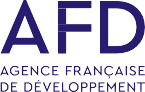 AFD
AGENCE FRANÇAISE
DE DÉVELOPPEMENT